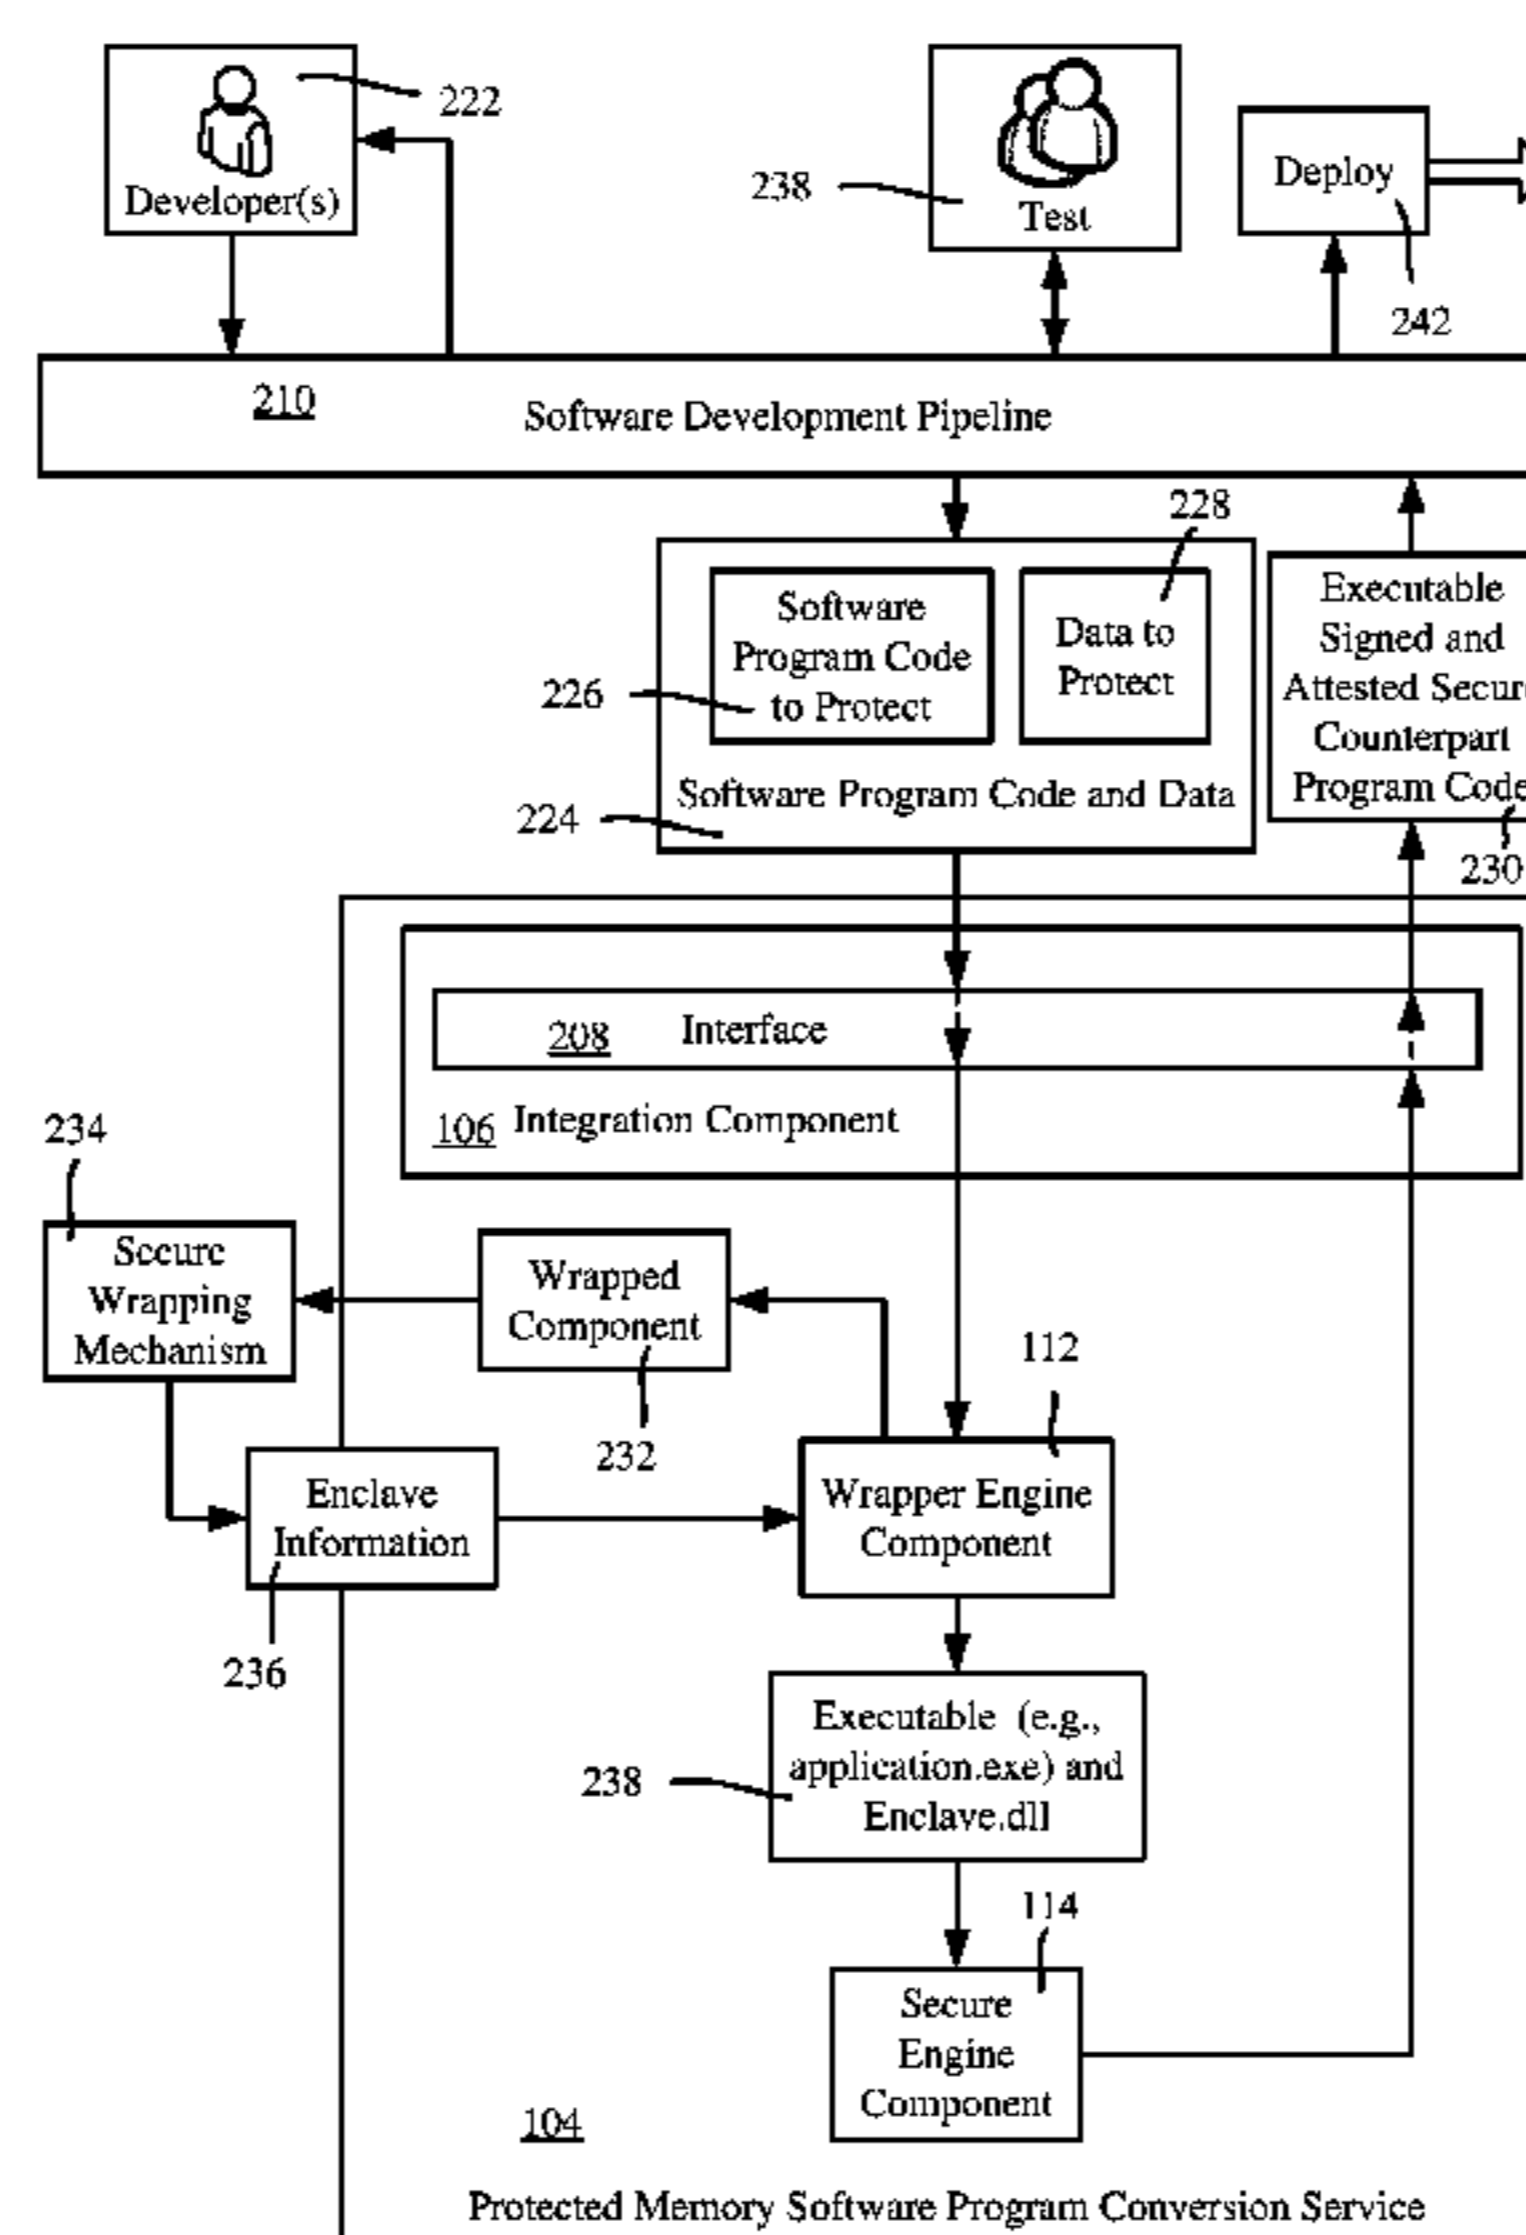 222
Developer(s)
238
Test
Deploy
242
210
Software Development Pipeline
228
Software
Program Code
to Protect
226
Data to
Protect
Software Program Code and Data
224
Executable
Signed and
Attested Secure
Counterpart
Program Code
230
208
Interface
106
Integration Component
234
Secure
Wrapping
Mechanism
Wrapped
Component
232
112
Enclave
Information
236
Wrapper Engine
Component
Executable (e.g.,
application.exe) and
Enclave.dll
238
114
Secure
Engine
Component
104
Protected Memory Software Program Conversion Service